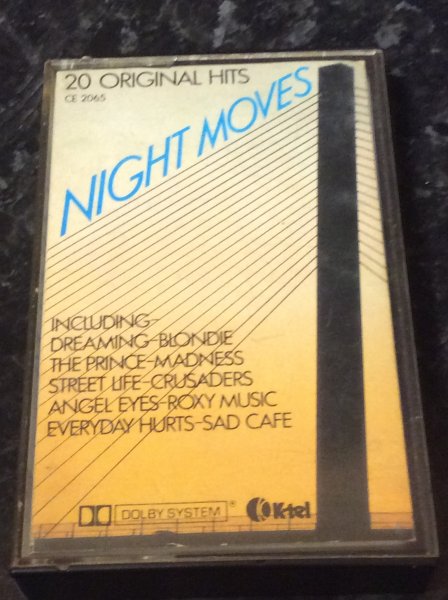 20 ORIGINAL HITS
CE 2065
NIGHT MOVES
INCLUDING-
DREAMING-BLONDIE
THE PRINCE-MADNESS
STREET LIFE-CRUSADERS
ANGEL EYES-ROXY MUSIC
EVERYDAY HURTS-SAD CAFE
DOLBY SYSTEM®
K-tel